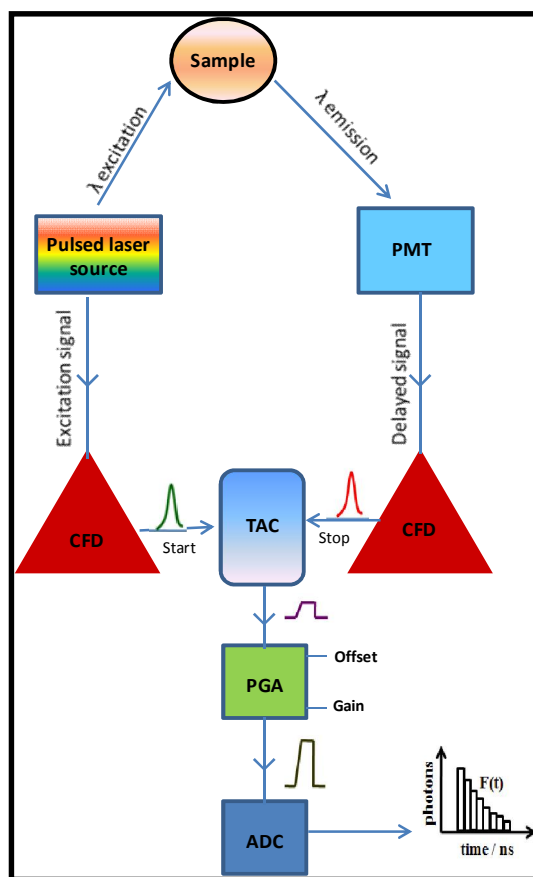 Sample
λ excitation
λ emission
Pulsed laser
source
PMT
Excitation signal
Delayed signal
CFD
Start
TAC
Stop
CFD
Offset
PGA
Gain
ADC
photons
F(t)
time / ns